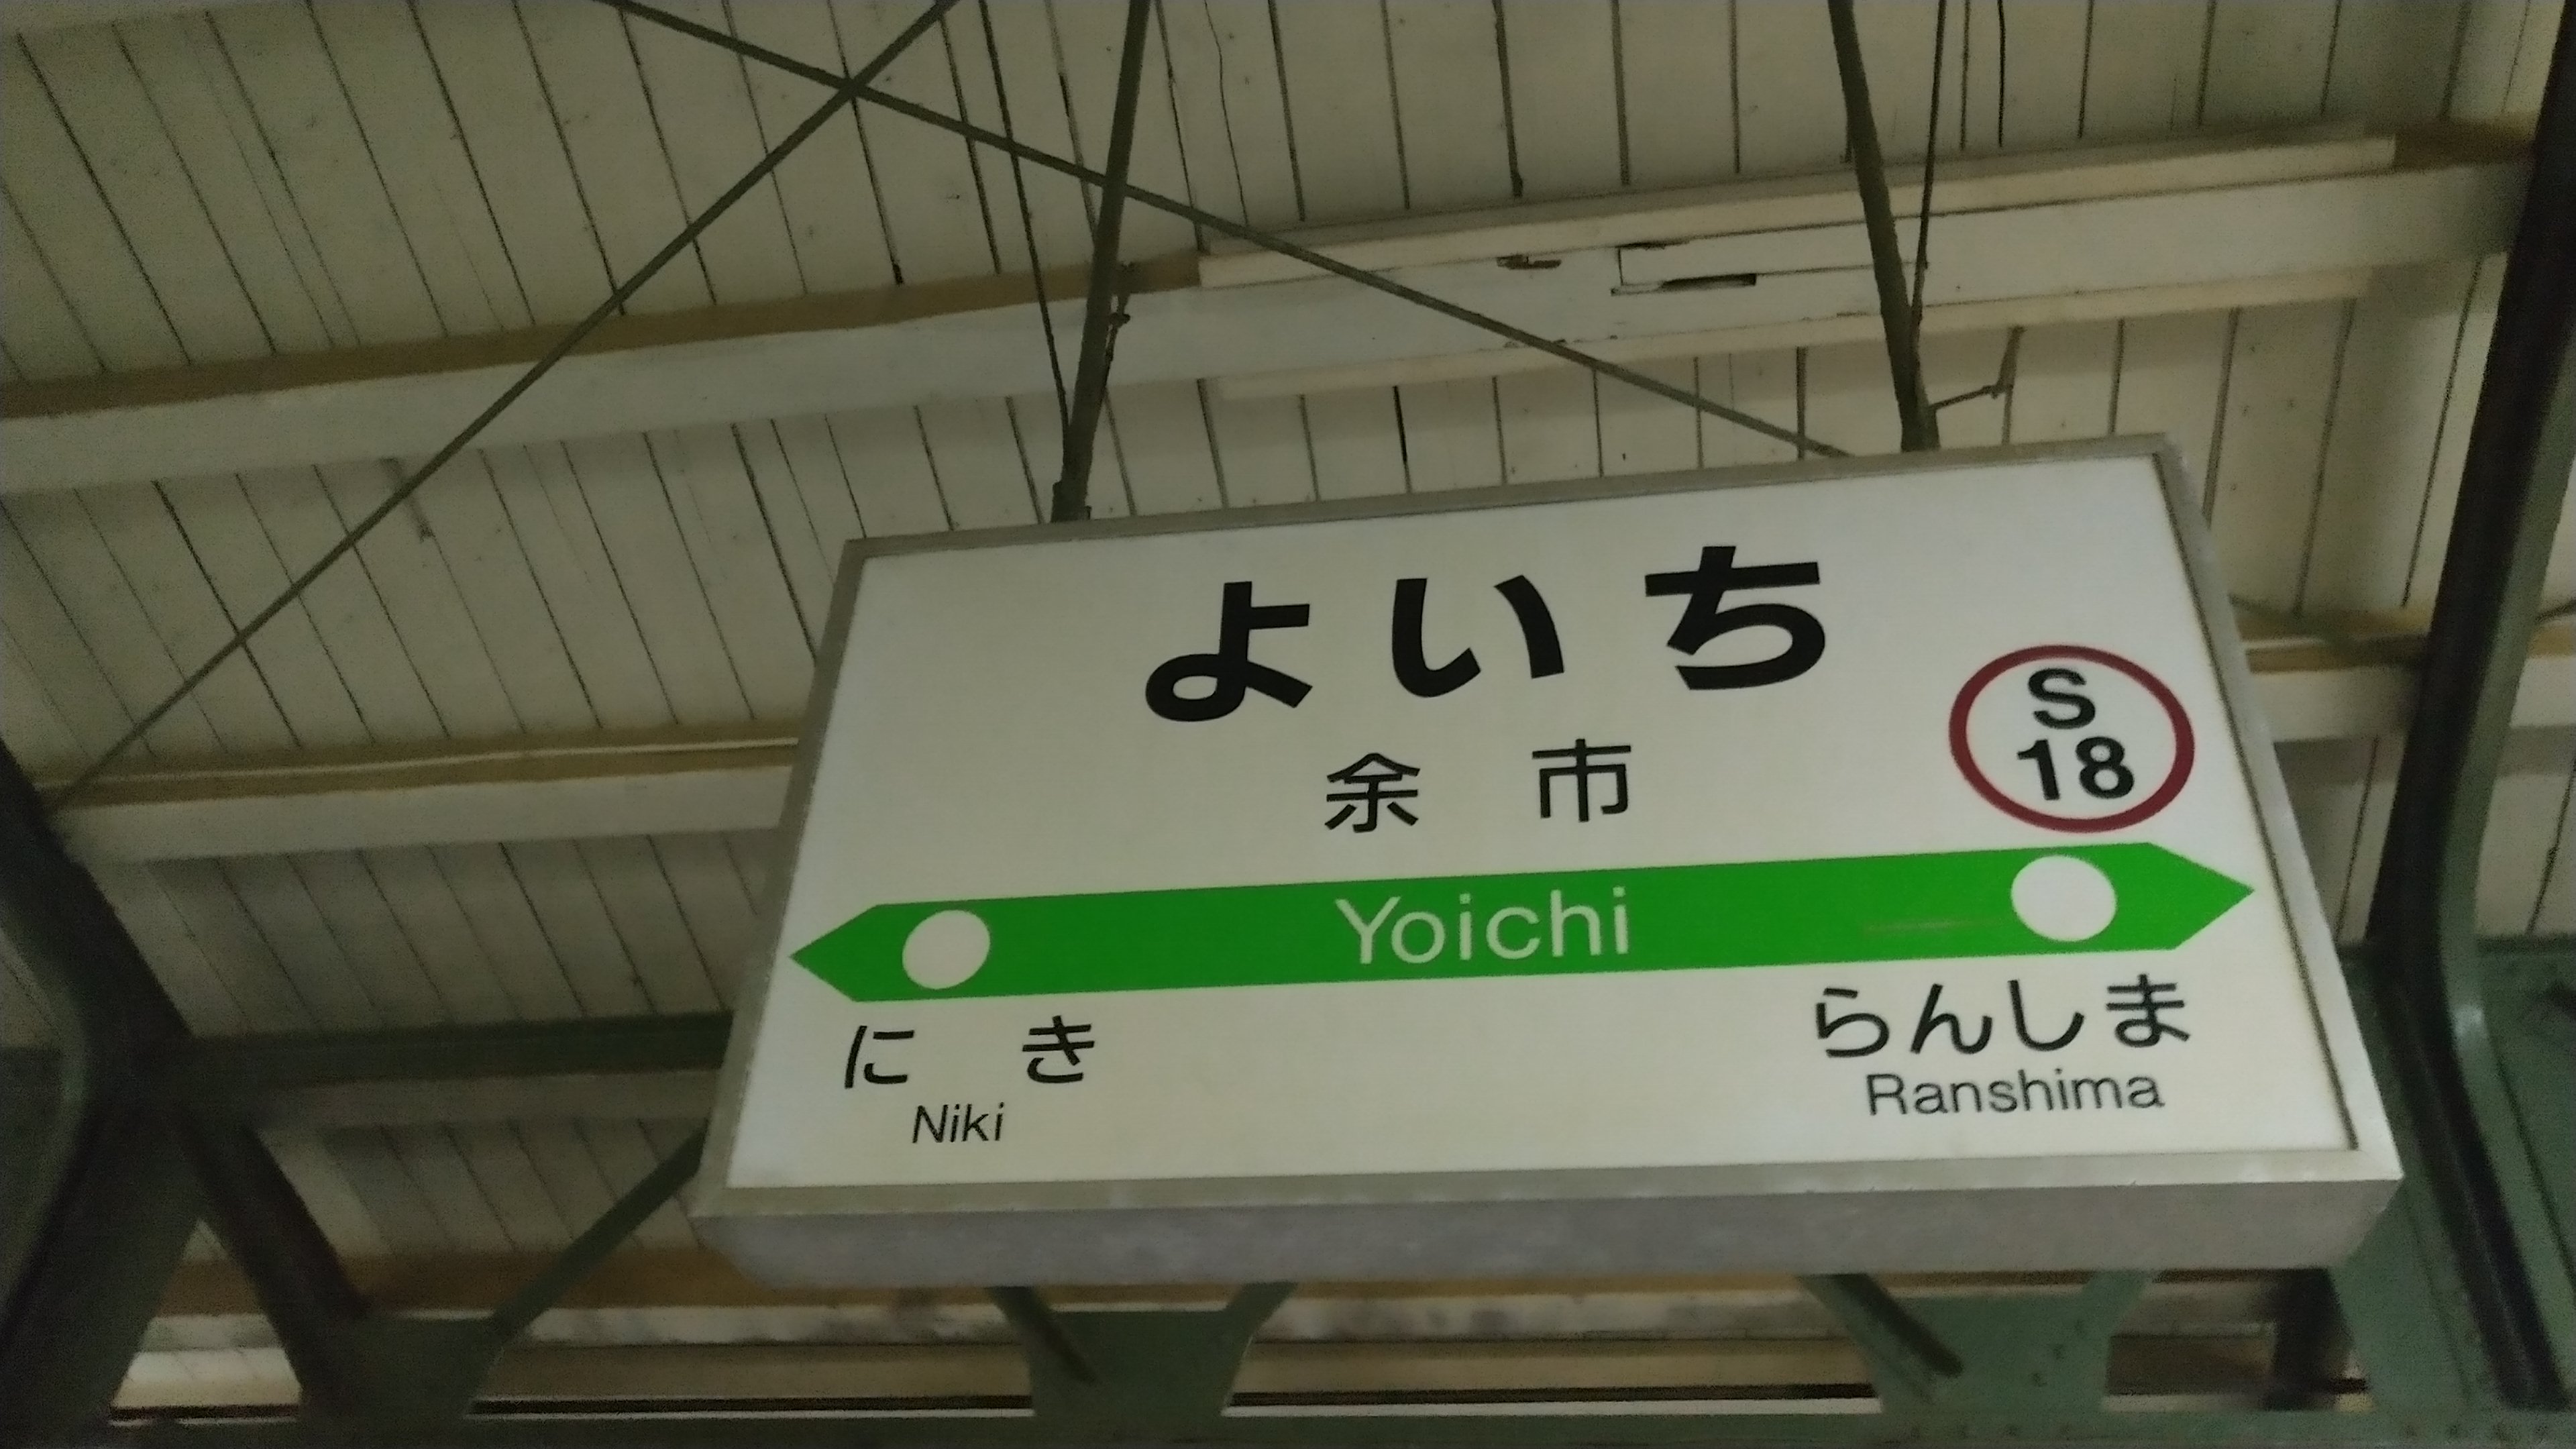 よいち
余市
S
18
Yoichi
にき
Niki
らんしま
Ranshima